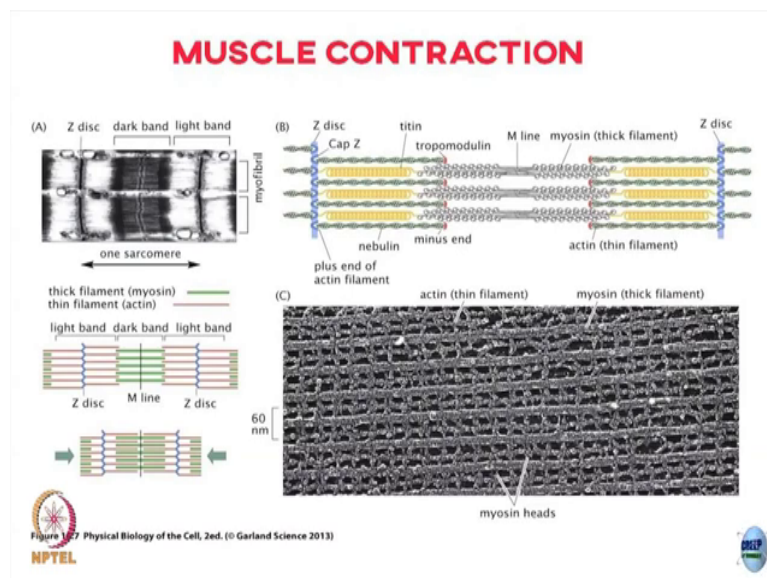 MUSCLE CONTRACTION
(A) Z disc dark band light band
myofibril
one sarcomere
thick filament (myosin)
thin filament (actin)
light band dark band light band
Z disc M line Z disc
(B) Z disc titin M line myosin (thick filament) Z disc
Cap Z tropomodulin
nebulin minus end actin (thin filament)
plus end of
actin filament
(C) actin (thin filament) myosin (thick filament)
60
nm
myosin heads
Physical Biology of the Cell, 2ed. (© Garland Science 2013)
NPTEL